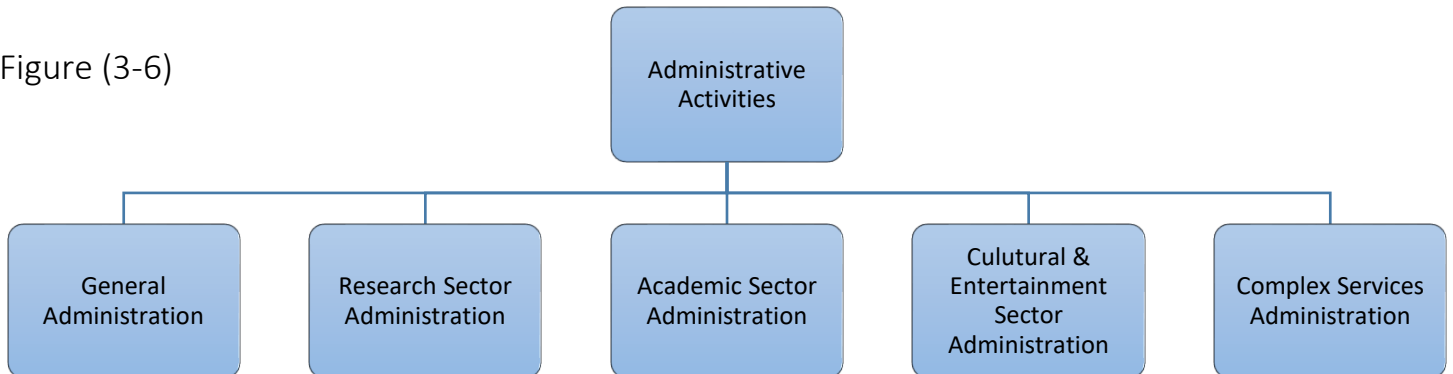 Figure (3-6)
Administrative
Activities
General
Administration
Research Sector
Administration
Academic Sector
Administration
Culutural &
Entertainment
Sector
Administration
Complex Services
Administration